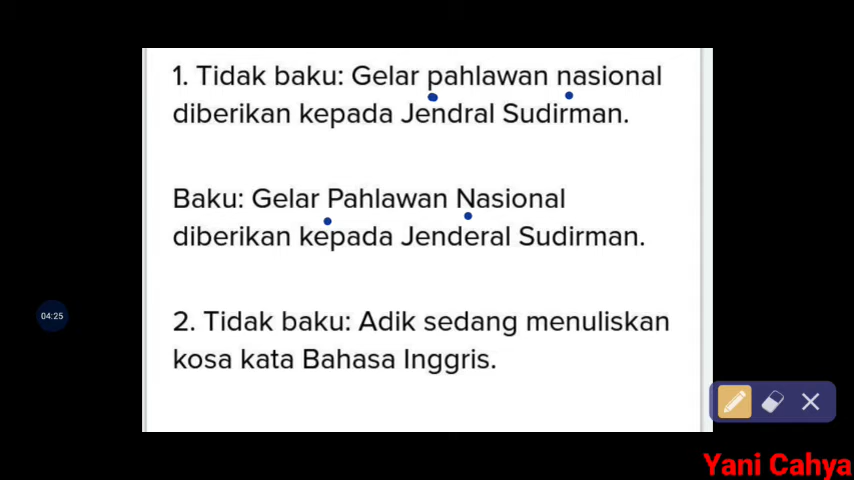 1. Tidak baku: Gelar pahlawan nasional
diberikan kepada Jendral Sudirman.
Baku: Gelar Pahlawan Nasional
diberikan kepada Jenderal Sudirman.
04:25
2. Tidak baku: Adik sedang menuliskan
kosa kata Bahasa Inggris.
Yani Cahya